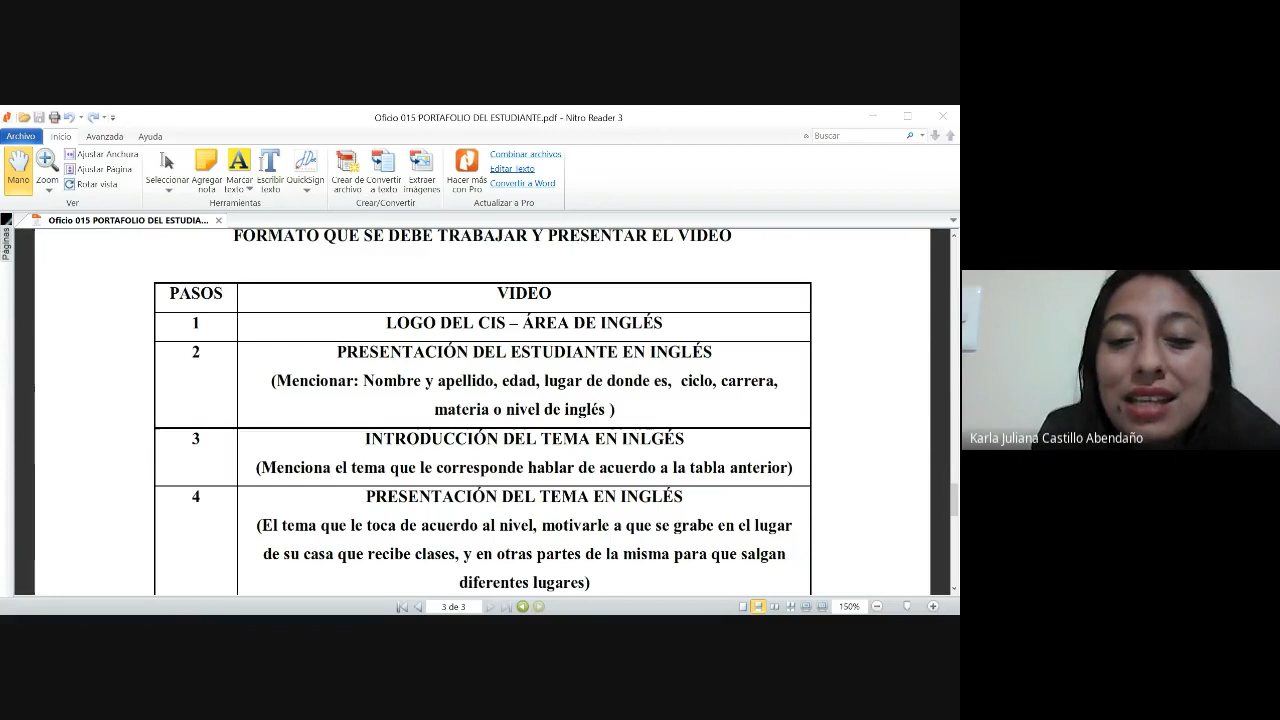 Oficio 015 PORTAFOLIO DEL ESTUDIANTE.pdf - Nitro Reader 3
Archivo Inicio Avanzada Ayuda
Buscar
Mano
Zoom
Ajustar Anchura
Ajustar Página
Rotar vista
Ver
Seleccionar
Agregar nota
Marcar texto
Escribir texto
QuickSign
Herramientas
Crear de archivo
Convertir a texto
Extraer imágenes
Crear/Convertir
Hacer más con Pro
Combinar archivos
Editar Texto
Convertir a Word
Actualizar a Pro
Oficio 015 PORTAFOLIO DEL ESTUDIA...
Páginas
FORMATO QUE SE DEBE TRABAJAR Y PRESENTAR EL VIDEO
PASOS VIDEO
1 LOGO DEL CIS – ÁREA DE INGLÉS
2 PRESENTACIÓN DEL ESTUDIANTE EN INGLÉS
(Mencionar: Nombre y apellido, edad, lugar de donde es, ciclo, carrera,
materia o nivel de inglés )
3 INTRODUCCIÓN DEL TEMA EN INLGÉS
(Menciona el tema que le corresponde hablar de acuerdo a la tabla anterior)
4 PRESENTACIÓN DEL TEMA EN INGLÉS
(El tema que le toca de acuerdo al nivel, motivarle a que se grabe en el lugar
de su casa que recibe clases, y en otras partes de la misma para que salgan
diferentes lugares)
3 de 3
150%
Karla Juliana Castillo Abendaño